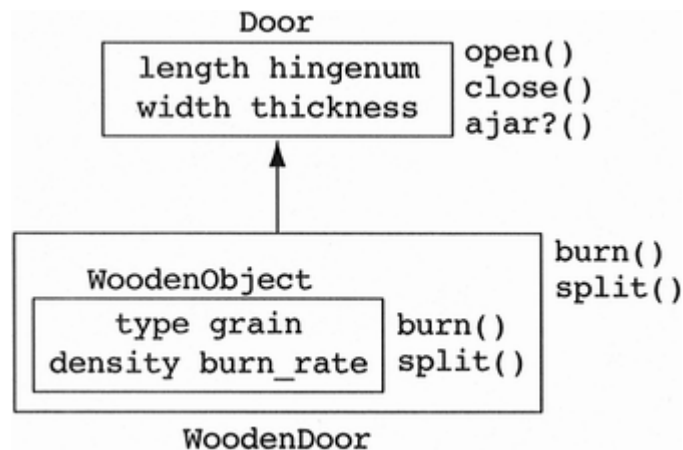 Door
length hingenum
width thickness
open()
close()
ajar?()
WoodenObject
type grain
density burn_rate
burn()
split()
burn()
split()
WoodenDoor